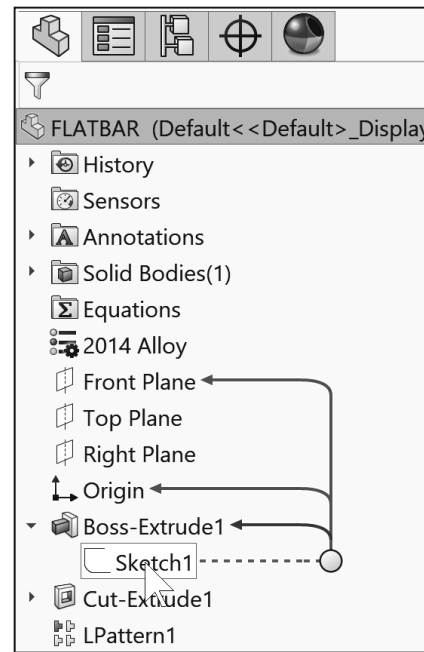 FLATBAR (Default<<Default>_Display
History
Sensors
Annotations
Solid Bodies(1)
Equations
2014 Alloy
Front Plane
Top Plane
Right Plane
Origin
Boss-Extrude1
Sketch1
Cut-Extrude1
LPattern1